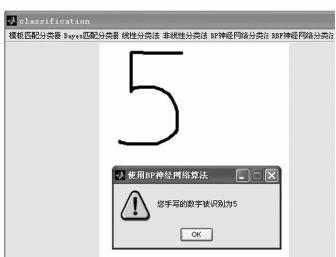 classification
模板匹配分类器 Bayes匹配分类器 线性分类法 非线性分类法 BP神经网络分类法 RBF神经网络分类法
5
使用BP神经网络算法
您手写的数字被识别为5
OK